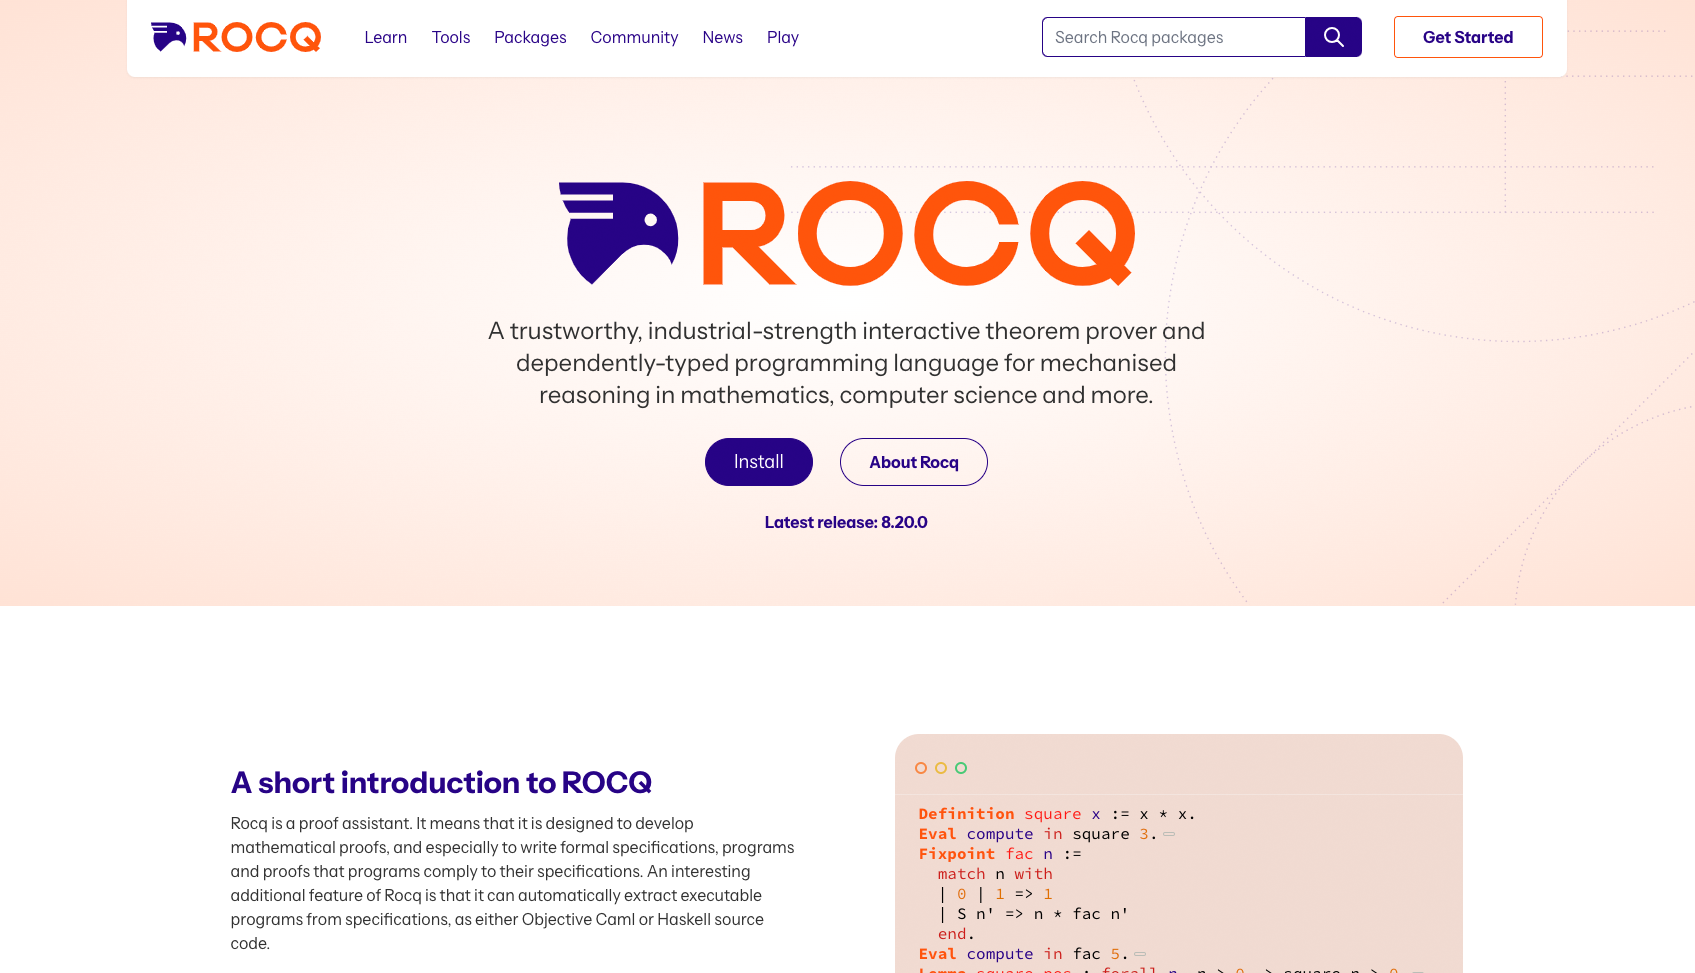 ROCQ
Learn Tools Packages Community News Play
Search Rocq packages
Get Started
ROCQ
A trustworthy, industrial-strength interactive theorem prover and
dependently-typed programming language for mechanised
reasoning in mathematics, computer science and more.
Install
About Rocq
Latest release: 8.20.0
A short introduction to ROCQ
Rocq is a proof assistant. It means that it is designed to develop
mathematical proofs, and especially to write formal specifications, programs
and proofs that programs comply to their specifications. An interesting
additional feature of Rocq is that it can automatically extract executable
programs from specifications, as either Objective Caml or Haskell source
code.
Definition square x := x * x.
Eval compute in square 3.
Fixpoint fac n :=
  match n with
  | 0 | 1 => 1
  | S n' => n * fac n'
  end.
Eval compute in fac 5.